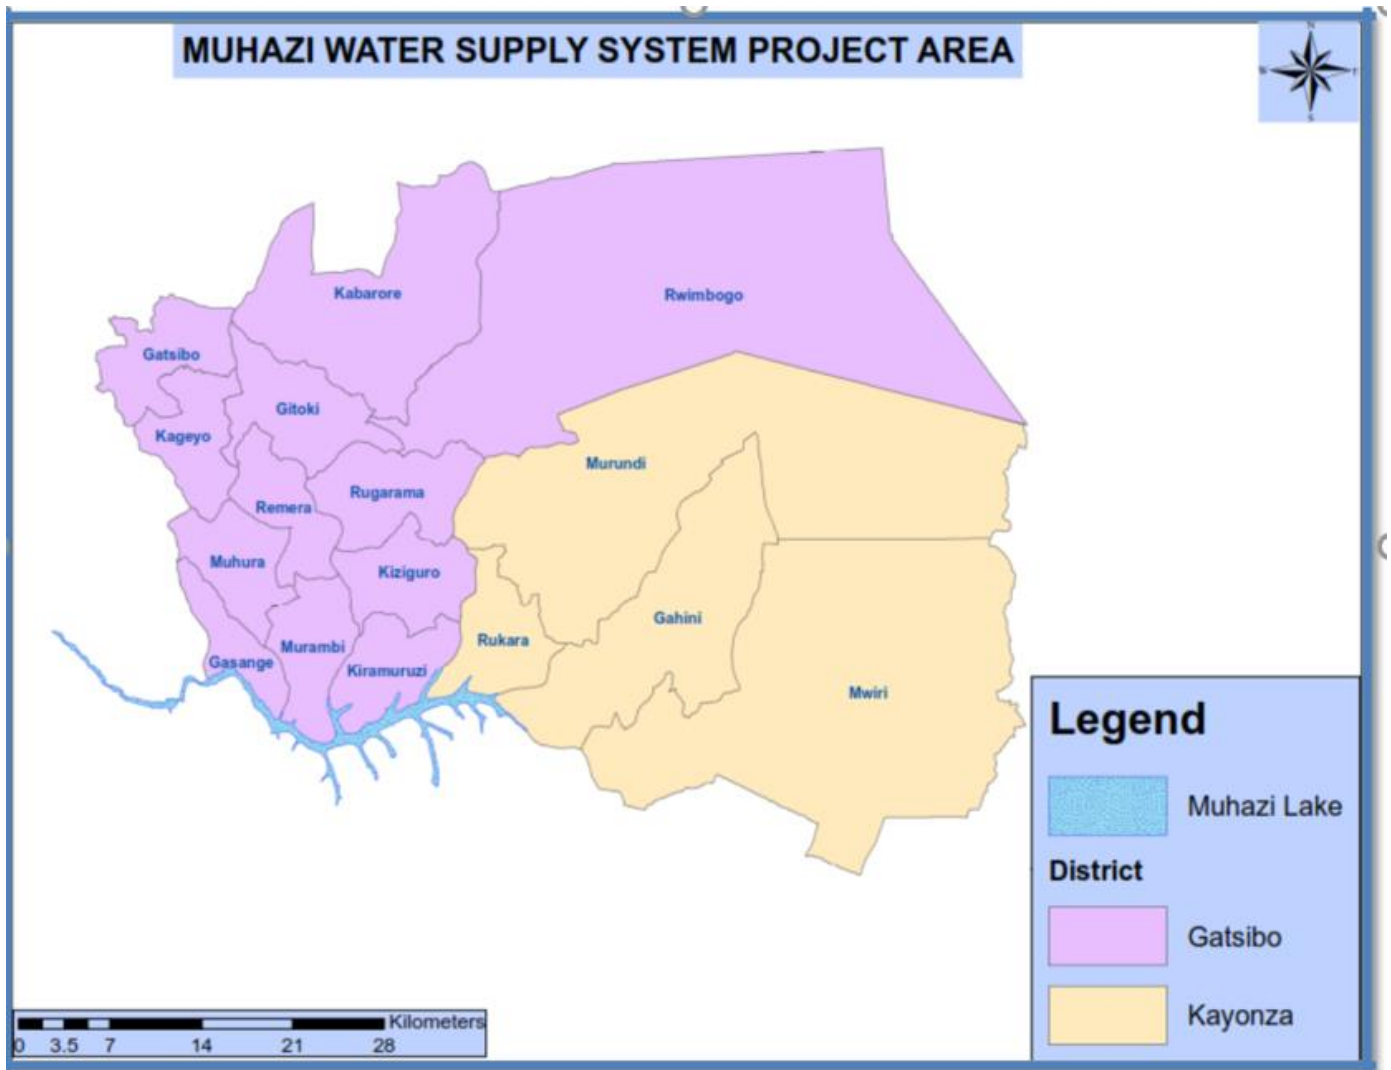 MUHAZI WATER SUPPLY SYSTEM PROJECT AREA
N
W
S
Kabarore
Rwimbogo
Gatsibo
Gitoki
Kageyo
Murundi
Rugarama
Remera
Muhura
Kiziguro
Gahini
Rukara
Murambi
Gasange
Kiramuruzi
Mwiri
Legend
Muhazi Lake
District
Gatsibo
Kayonza
Kilometers
0 3.5 7 14 21 28